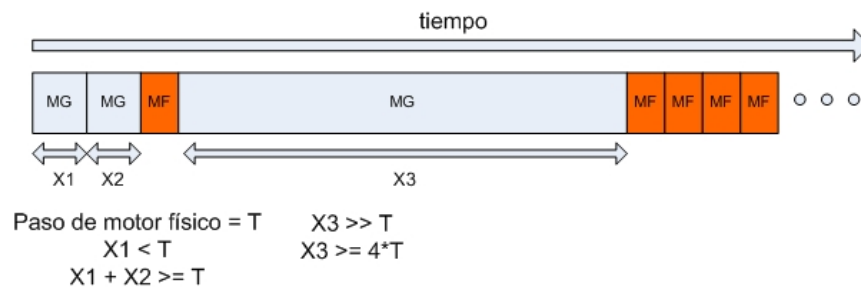 tiempo
MG MG MF MG MF MF MF MF
X1 X2 X3
Paso de motor físico = T X3 >> T
X1 < T X3 >= 4*T
X1 + X2 >= T